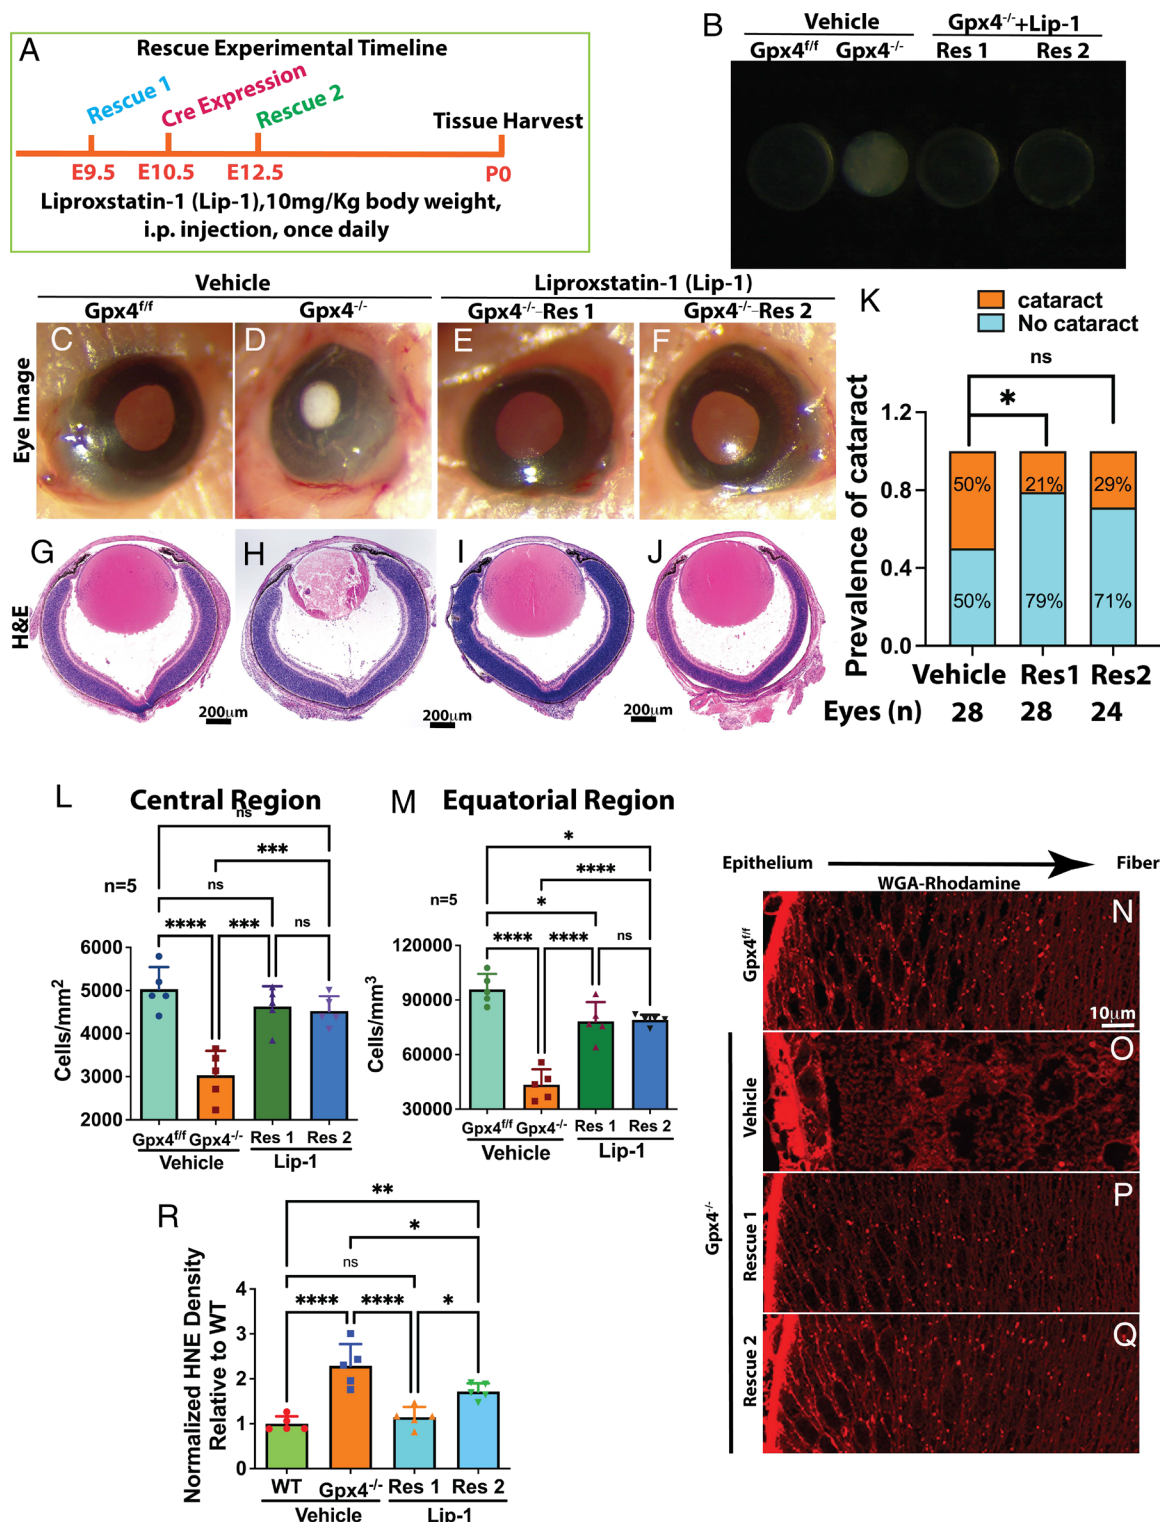 A
Rescue Experimental Timeline
Rescue 1
Cre Expression
Rescue 2
Tissue Harvest
E9.5
E10.5
E12.5
P0
Liproxstatin-1 (Lip-1),10mg/Kg body weight,
i.p. injection, once daily
B
Vehicle
Gpx4-/-+Lip-1
Gpx4f/f
Gpx4-/-
Res 1
Res 2
Vehicle
Liproxstatin-1 (Lip-1)
Gpx4f/f
Gpx4-/-
Gpx4-/--Res 1
Gpx4-/--Res 2
Eye Image
C
D
E
F
H&E
G
H
I
J
200μm
200μm
200μm
K
cataract
No cataract
ns
*
Prevalence of cataract
1.2
0.8
0.4
0.0
50%
21%
29%
50%
79%
71%
Vehicle Res1 Res2
Eyes (n) 28 28 24
L
Central Region
ns
***
n=5
ns
**** *** ns
Cells/mm2
6000
5000
4000
3000
2000
Gpx4f/f Gpx4-/- Res 1 Res 2
Vehicle Lip-1
M
Equatorial Region
*
****
n=5
*
**** **** ns
Cells/mm3
120000
90000
60000
30000
Gpx4f/f Gpx4-/- Res 1 Res 2
Vehicle Lip-1
Epithelium
Fiber
WGA-Rhodamine
Gpx4f/f
N
10μm
Gpx4-/-
Vehicle
O
Rescue 1
P
Rescue 2
Q
R
**
*
ns
**** **** *
Normalized HNE Density
Relative to WT
4
3
2
1
0
WT Gpx4-/- Res 1 Res 2
Vehicle Lip-1